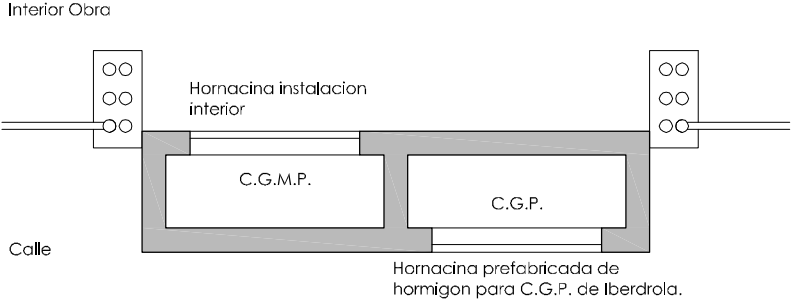 Interior Obra
Hornacina instalacion
interior
C.G.M.P.
C.G.P.
Calle
Hornacina prefabricada de
hormigon para C.G.P. de Iberdrola.